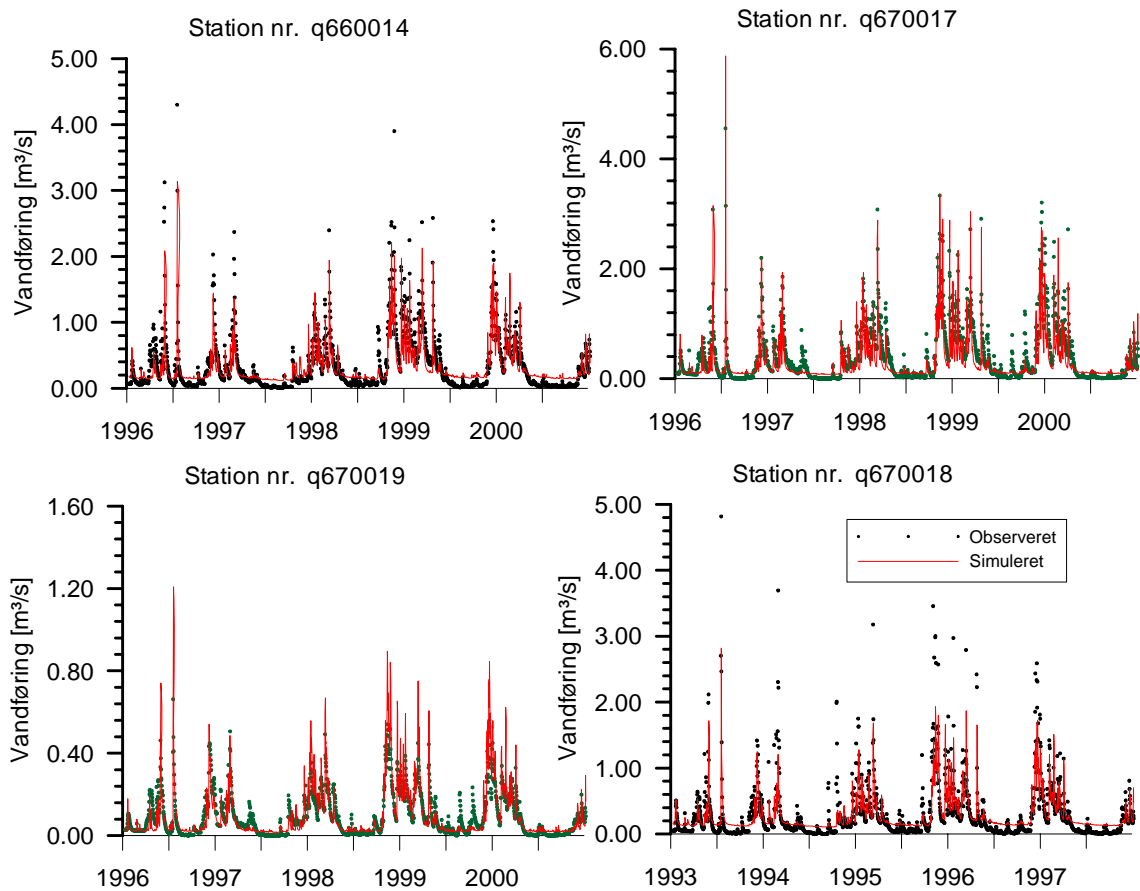 Station nr. q660014
5.00
4.00
3.00
2.00
1.00
0.00
Vandføring [m³/s]
1996 1997 1998 1999 2000
Station nr. q670017
6.00
4.00
2.00
0.00
Vandføring [m³/s]
1996 1997 1998 1999 2000
Station nr. q670019
1.60
1.20
0.80
0.40
0.00
Vandføring [m³/s]
1996 1997 1998 1999 2000
Station nr. q670018
5.00
4.00
3.00
2.00
1.00
0.00
Vandføring [m³/s]
Observeret
Simuleret
1993 1994 1995 1996 1997